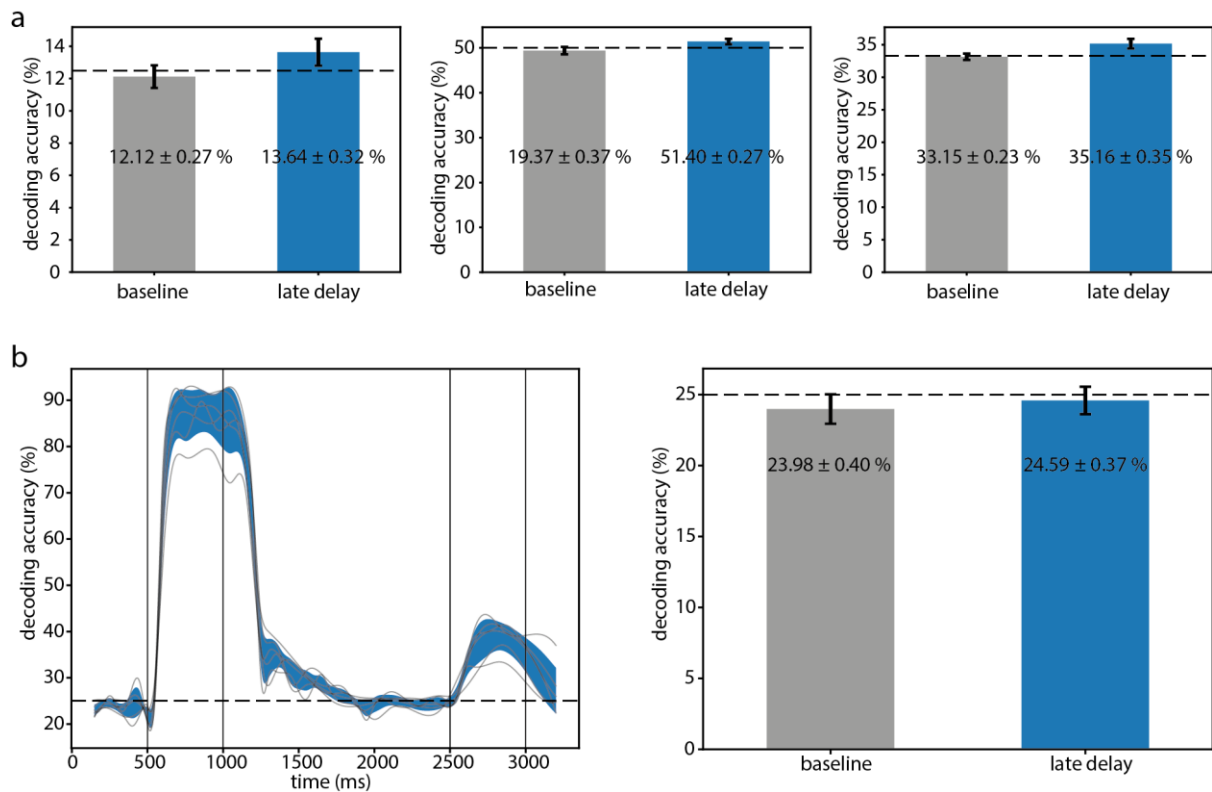 a
decoding accuracy (%)
14
12
10
8
6
4
2
0
12.12 ± 0.27 %
13.64 ± 0.32 %
baseline
late delay
decoding accuracy (%)
50
40
30
20
10
0
19.37 ± 0.37 %
51.40 ± 0.27 %
baseline
late delay
decoding accuracy (%)
35
30
25
20
15
10
5
0
33.15 ± 0.23 %
35.16 ± 0.35 %
baseline
late delay
b
decoding accuracy (%)
90
80
70
60
50
40
30
20
0
500
1000
1500
2000
2500
3000
time (ms)
decoding accuracy (%)
25
20
15
10
5
0
23.98 ± 0.40 %
24.59 ± 0.37 %
baseline
late delay